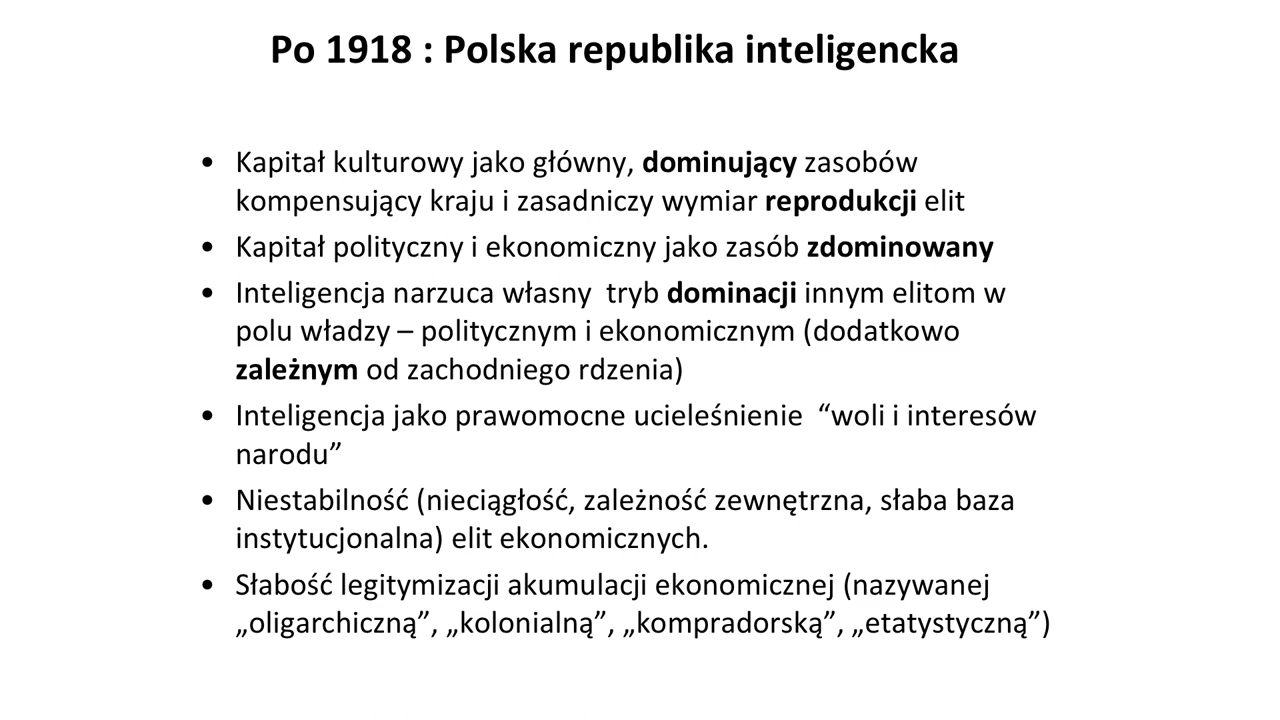 Po 1918 : Polska republika inteligencka
• Kapitał kulturowy jako główny, dominujący zasobów
kompensujący kraju i zasadniczy wymiar reprodukcji elit
• Kapitał polityczny i ekonomiczny jako zasób zdominowany
• Inteligencja narzuca własny  tryb dominacji innym elitom w
polu władzy – politycznym i ekonomicznym (dodatkowo
zależnym od zachodniego rdzenia)
• Inteligencja jako prawomocne ucieleśnienie  “woli i interesów
narodu”
• Niestabilność (nieciągłość, zależność zewnętrzna, słaba baza
instytucjonalna) elit ekonomicznych.
• Słabość legitymizacji akumulacji ekonomicznej (nazywanej
„oligarchiczną”, „kolonialną”, „kompradorską”, „etatystyczną”)